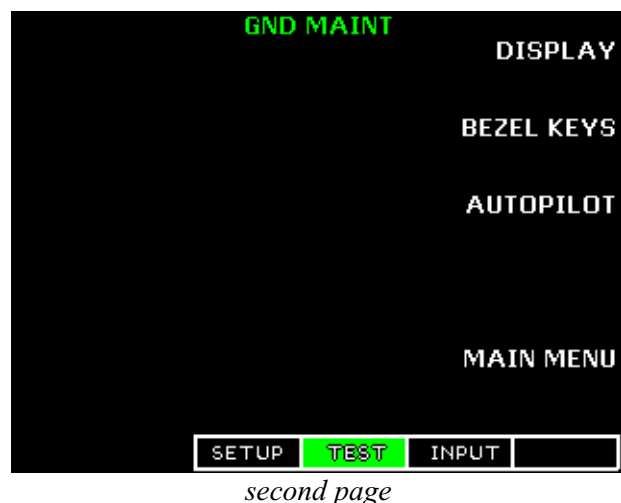 GND MAINT
DISPLAY
BEZEL KEYS
AUTOPILOT
MAIN MENU
SETUP TEST INPUT
second page